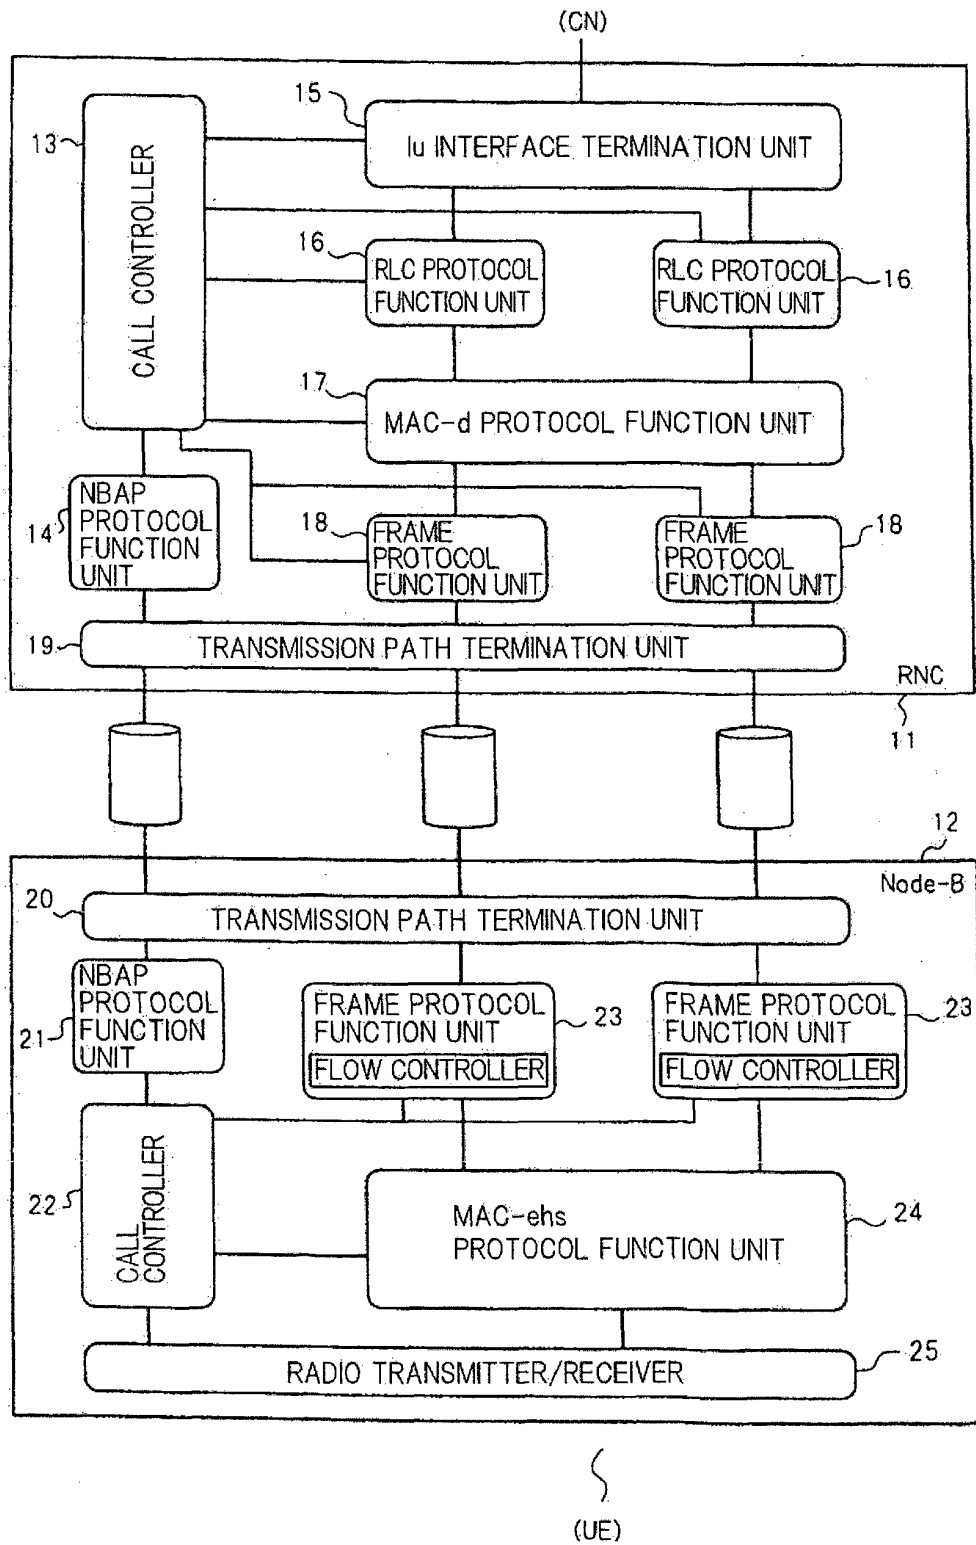 (CN)
15
13
Iu INTERFACE TERMINATION UNIT
CALL CONTROLLER
16
RLC PROTOCOL
FUNCTION UNIT
RLC PROTOCOL
FUNCTION UNIT
16
17
MAC-d PROTOCOL FUNCTION UNIT
14
NBAP
PROTOCOL
FUNCTION
UNIT
18
FRAME
PROTOCOL
FUNCTION UNIT
FRAME
PROTOCOL
FUNCTION UNIT
18
19
TRANSMISSION PATH TERMINATION UNIT
RNC
11
12
Node-B
20
TRANSMISSION PATH TERMINATION UNIT
21
NBAP
PROTOCOL
FUNCTION
UNIT
FRAME PROTOCOL
FUNCTION UNIT
FLOW CONTROLLER
23
FRAME PROTOCOL
FUNCTION UNIT
FLOW CONTROLLER
23
22
CALL
CONTROLLER
MAC-ehs
PROTOCOL FUNCTION UNIT
24
RADIO TRANSMITTER/RECEIVER
25
(UE)